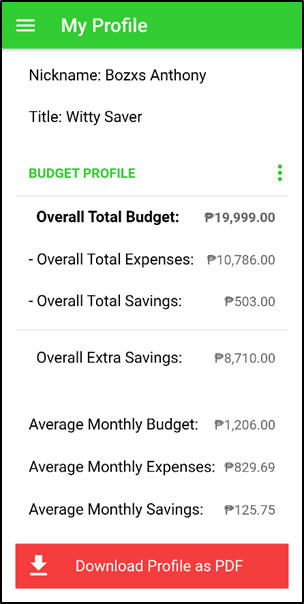 My Profile
Nickname: Bozxs Anthony
Title: Witty Saver
BUDGET PROFILE
Overall Total Budget: ₱19,999.00
- Overall Total Expenses: ₱10,786.00
- Overall Total Savings: ₱503.00
Overall Extra Savings: ₱8,710.00
Average Monthly Budget: ₱1,206.00
Average Monthly Expenses: ₱829.69
Average Monthly Savings: ₱125.75
Download Profile as PDF